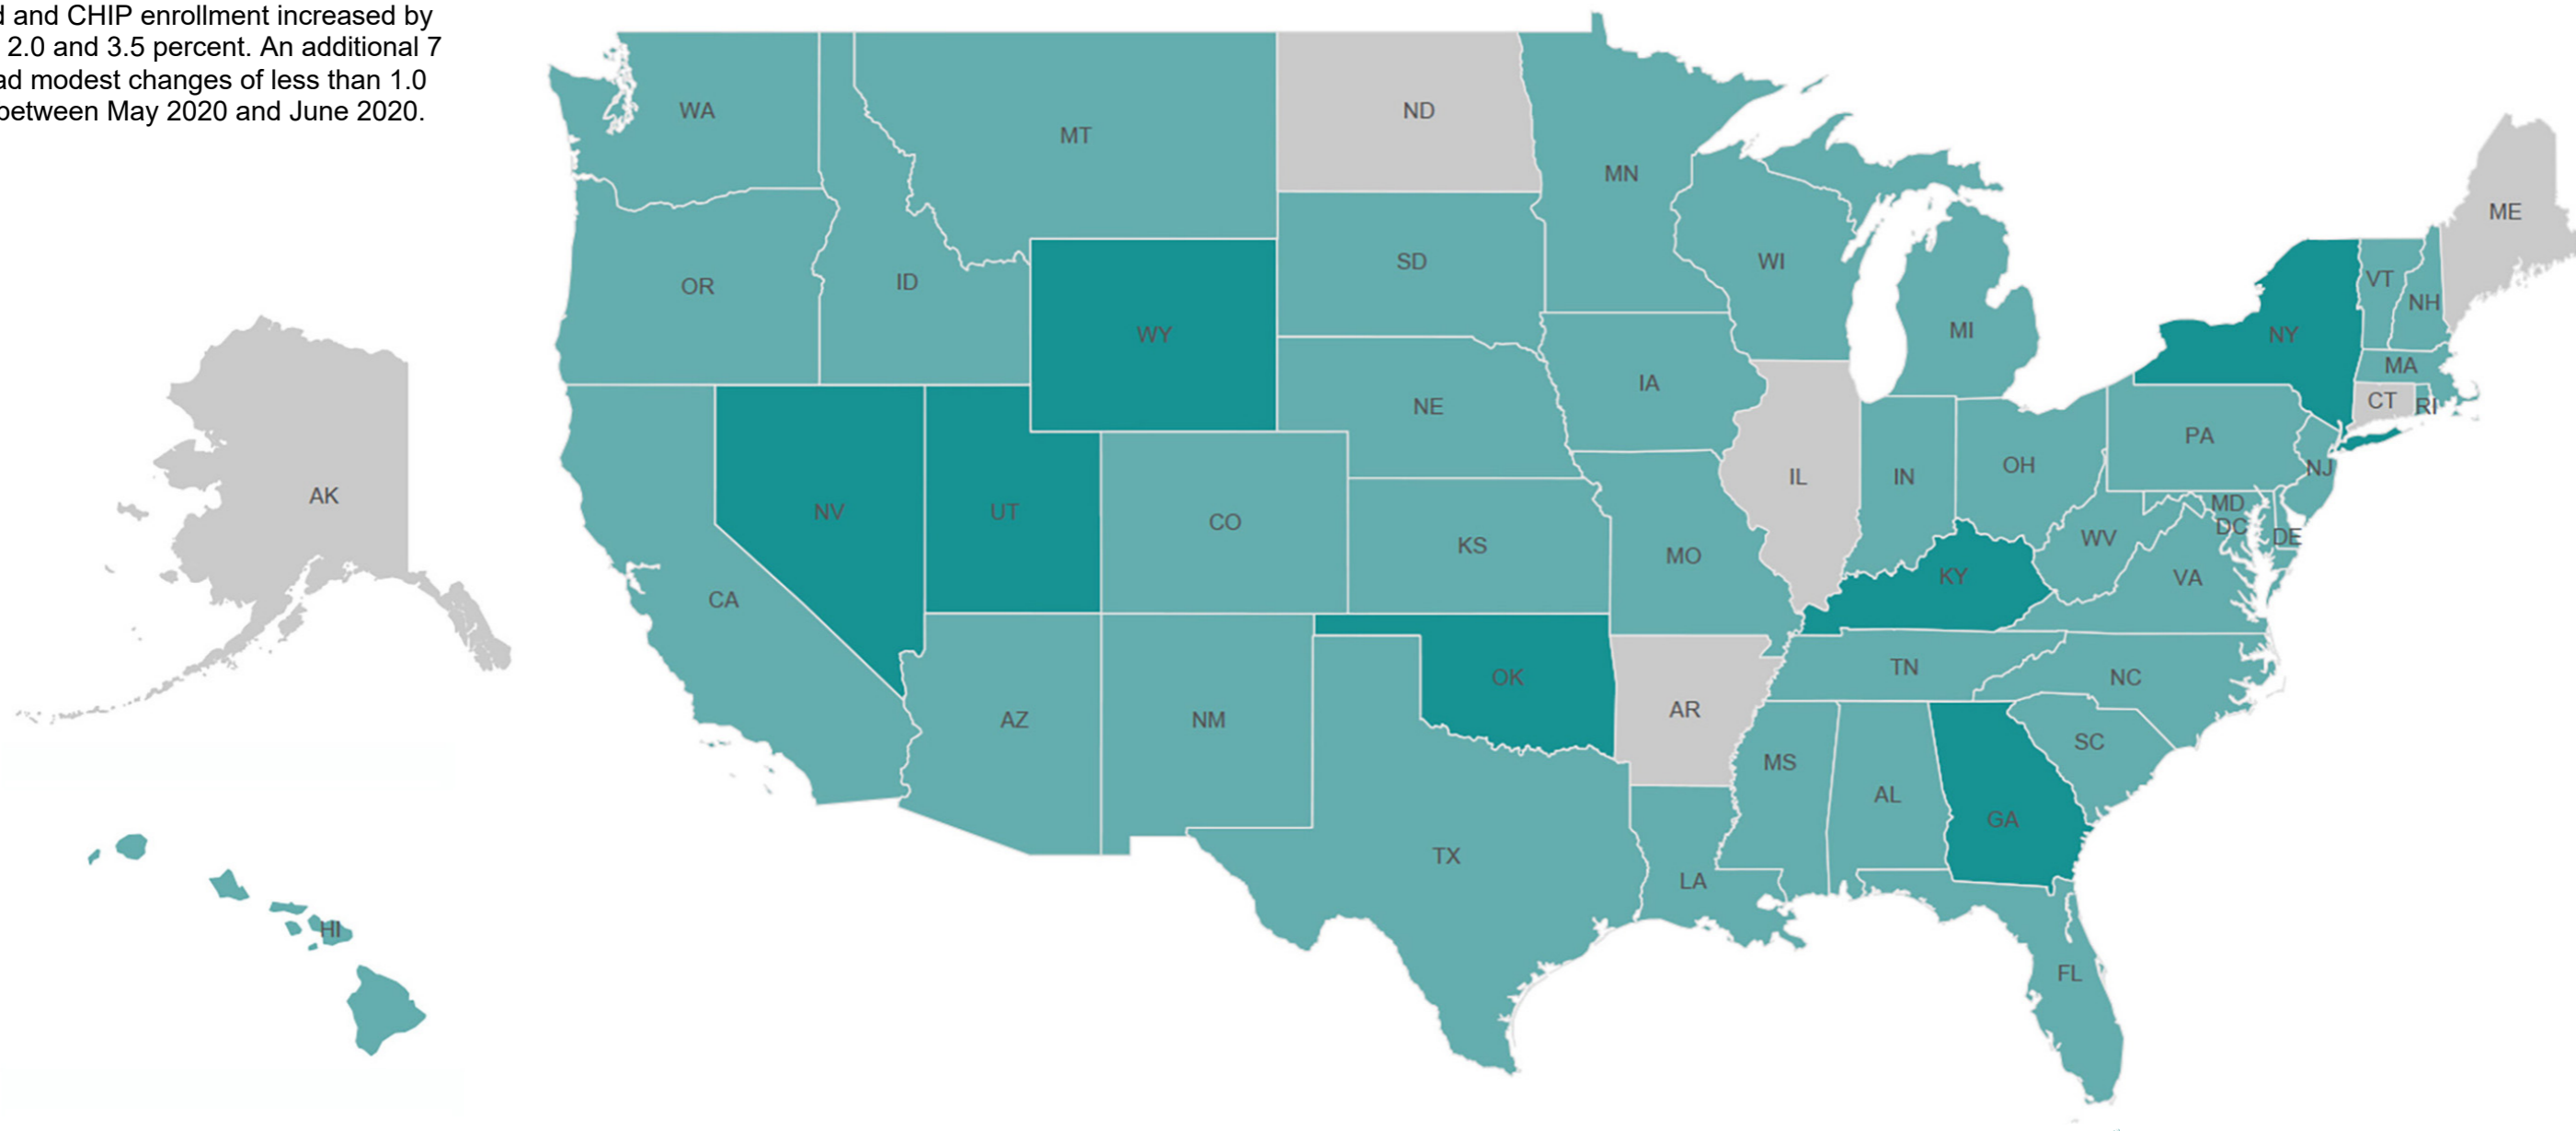 and CHIP enrollment increased by
2.0 and 3.5 percent. An additional 7
modest changes of less than 1.0
between May 2020 and June 2020.
WA
MT
ND
MN
ME
OR
ID
WY
SD
WI
MI
NY
VT
NH
MA
CT
RI
IA
NE
PA
NJ
AK
NV
UT
CO
KS
MO
IL
IN
OH
MD
DC
DE
WV
VA
CA
KY
AZ
NM
OK
AR
TN
NC
SC
MS
AL
GA
TX
LA
HI
FL